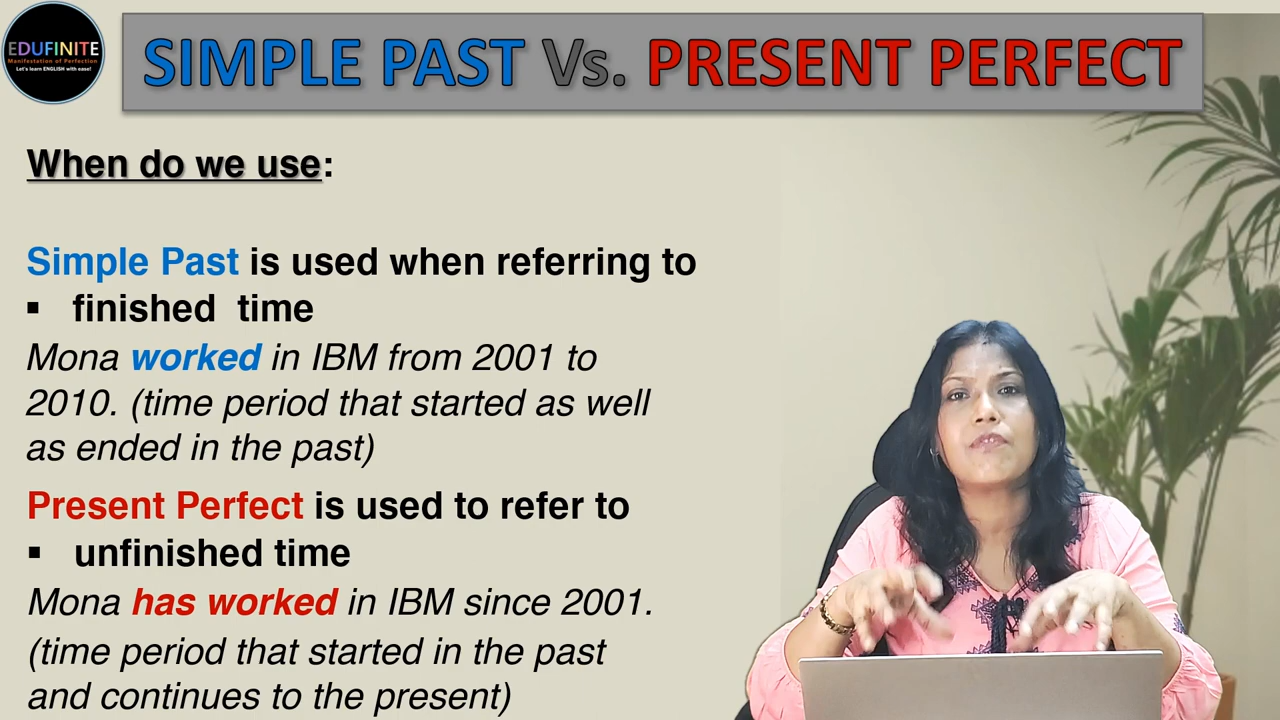 EDUFINITE
Manifestation of Perfection
Let's learn ENGLISH with ease!
SIMPLE PAST Vs. PRESENT PERFECT
When do we use:
Simple Past is used when referring to
▪ finished time
Mona worked in IBM from 2001 to
2010. (time period that started as well
as ended in the past)
Present Perfect is used to refer to
▪ unfinished time
Mona has worked in IBM since 2001.
(time period that started in the past
and continues to the present)